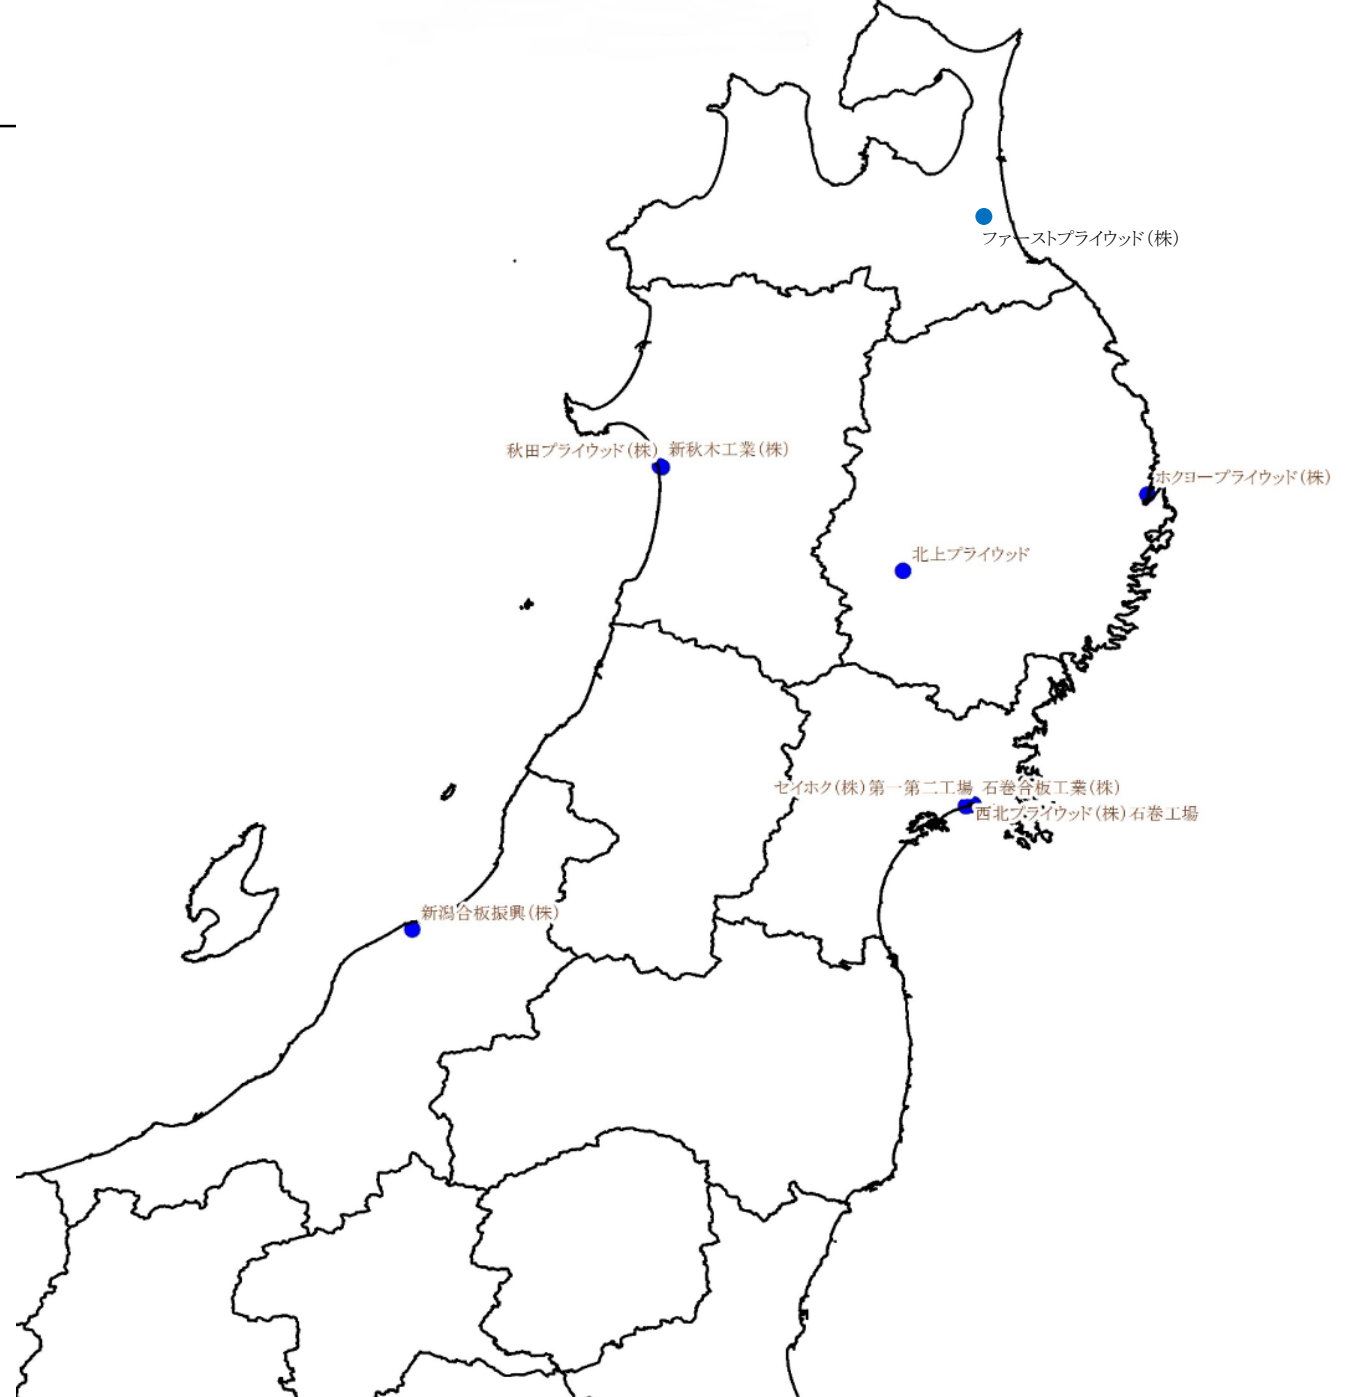 ファーストプライウッド(株)
秋田プライウッド(株) 新秋木工業(株)
ホクヨープライウッド(株)
北上プライウッド
セイホク(株)第一第二工場 石巻合板工業(株)
西北プライウッド(株)石巻工場
新潟合板振興(株)